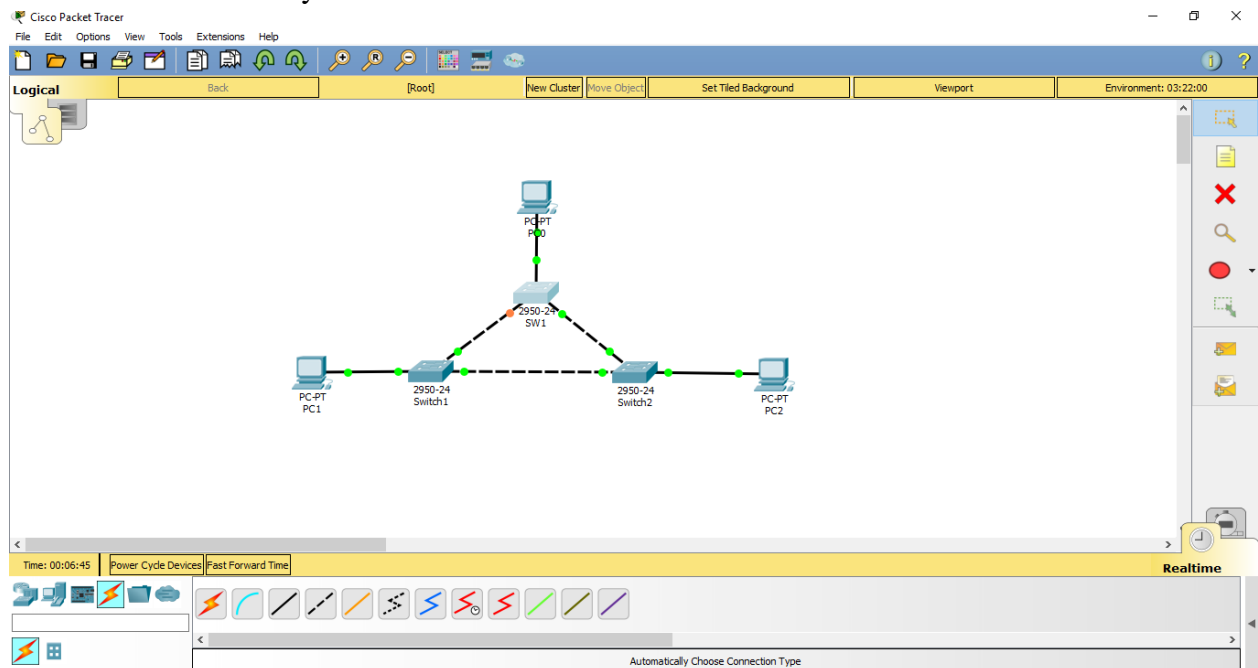 Cisco Packet Tracer
File Edit Options View Tools Extensions Help
Logical Back [Root] New Cluster Move Object Set Tiled Background Viewport Environment: 03:22:00
PC-PT
PC0
2950-24
SW1
PC-PT
PC1
2950-24
Switch1
2950-24
Switch2
PC-PT
PC2
Time: 00:06:45 Power Cycle Devices Fast Forward Time Realtime
Automatically Choose Connection Type